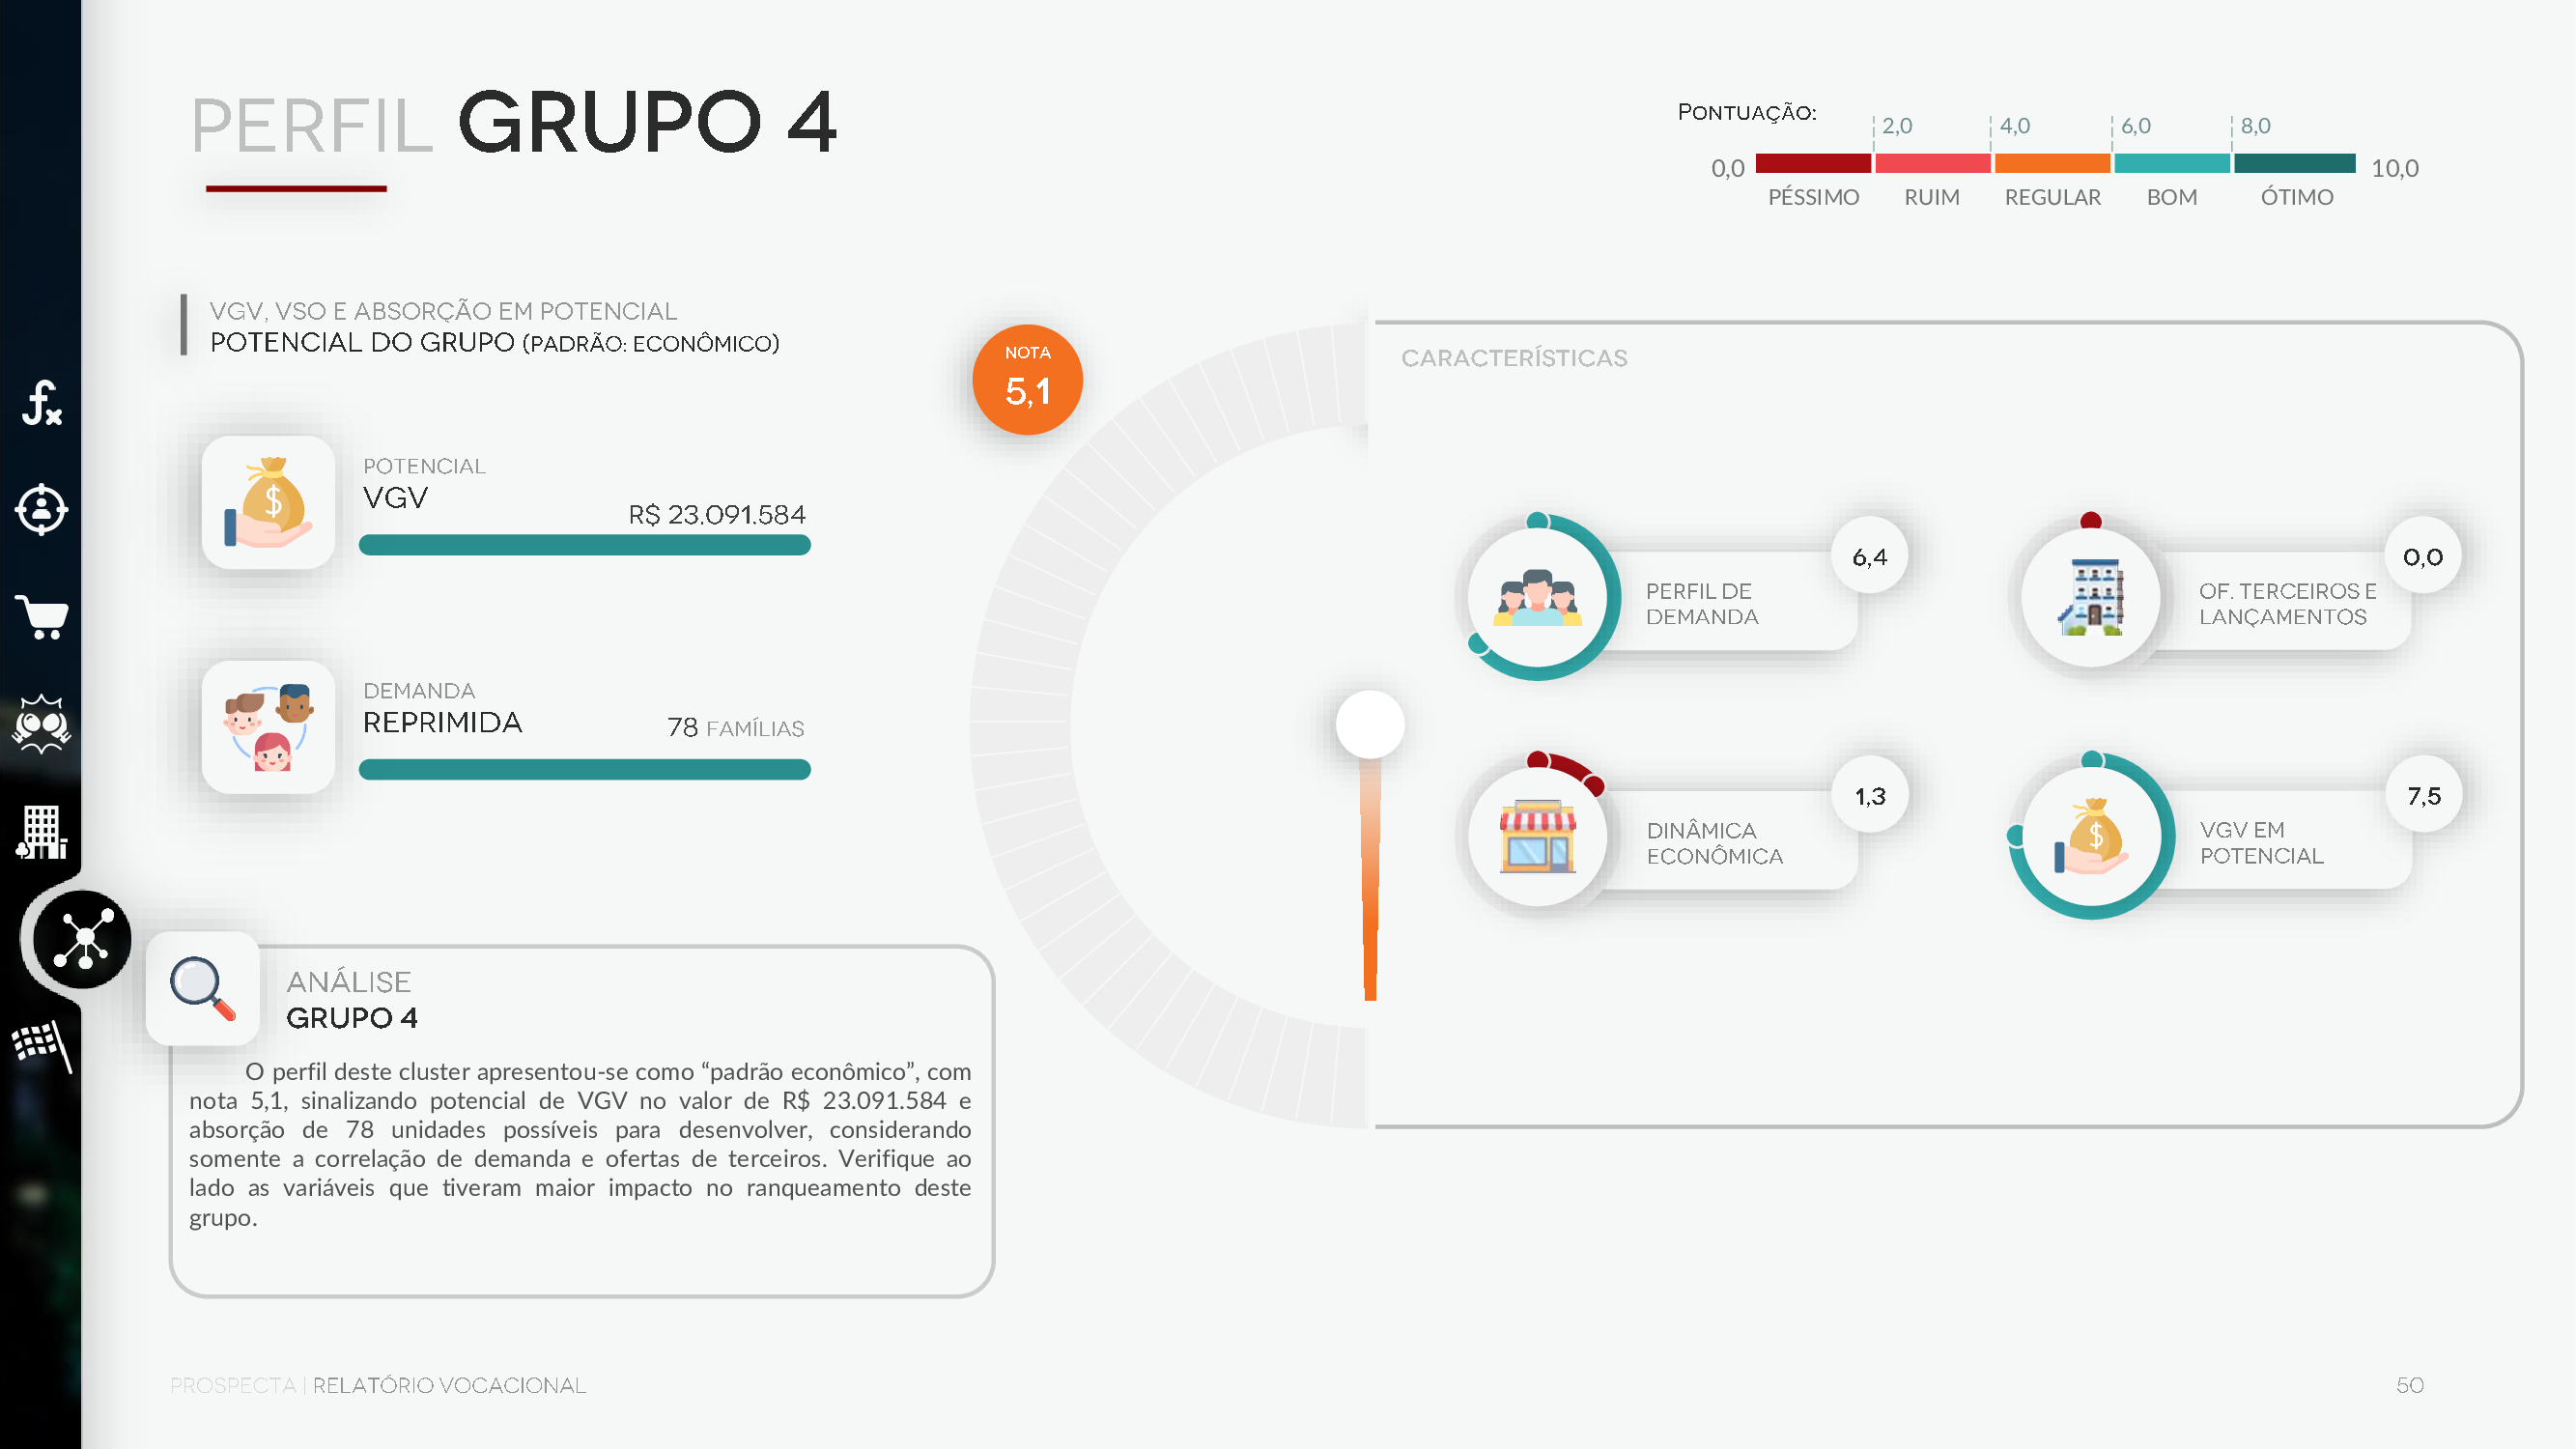 PERFIL GRUPO 4
PONTUAÇÃO:
2,0 4,0 6,0 8,0
0,0 10,0
PÉSSIMO RUIM REGULAR BOM ÓTIMO
VGV, VSO E ABSORÇÃO EM POTENCIAL
POTENCIAL DO GRUPO (PADRÃO: ECONÔMICO)
NOTA
5,1
POTENCIAL
VGV
R$ 23.091.584
DEMANDA
REPRIMIDA
78 FAMÍLIAS
CARACTERÍSTICAS
6,4
PERFIL DE
DEMANDA
0,0
OF. TERCEIROS E
LANÇAMENTOS
1,3
DINÂMICA
ECONÔMICA
7,5
VGV EM
POTENCIAL
ANÁLISE
GRUPO 4
O perfil deste cluster apresentou-se como “padrão econômico”, com
nota 5,1, sinalizando potencial de VGV no valor de R$ 23.091.584 e
absorção de 78 unidades possíveis para desenvolver, considerando
somente a correlação de demanda e ofertas de terceiros. Verifique ao
lado as variáveis que tiveram maior impacto no ranqueamento deste
grupo.
PROSPECTA | RELATÓRIO VOCACIONAL
50